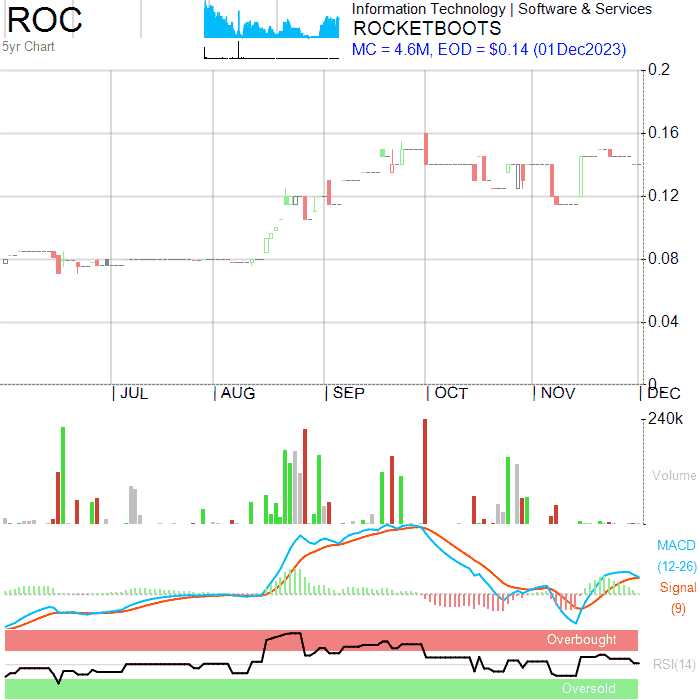 ROC
5yr Chart
Information Technology | Software & Services
ROCKETBOOTS
MC = 4.6M, EOD = $0.14 (01Dec2023)
0.2
0.16
0.12
0.08
0.04
0
JUL AUG SEP OCT NOV DEC
240k
Volume
MACD
(12-26)
Signal
(9)
Overbought
RSI(14)
Oversold